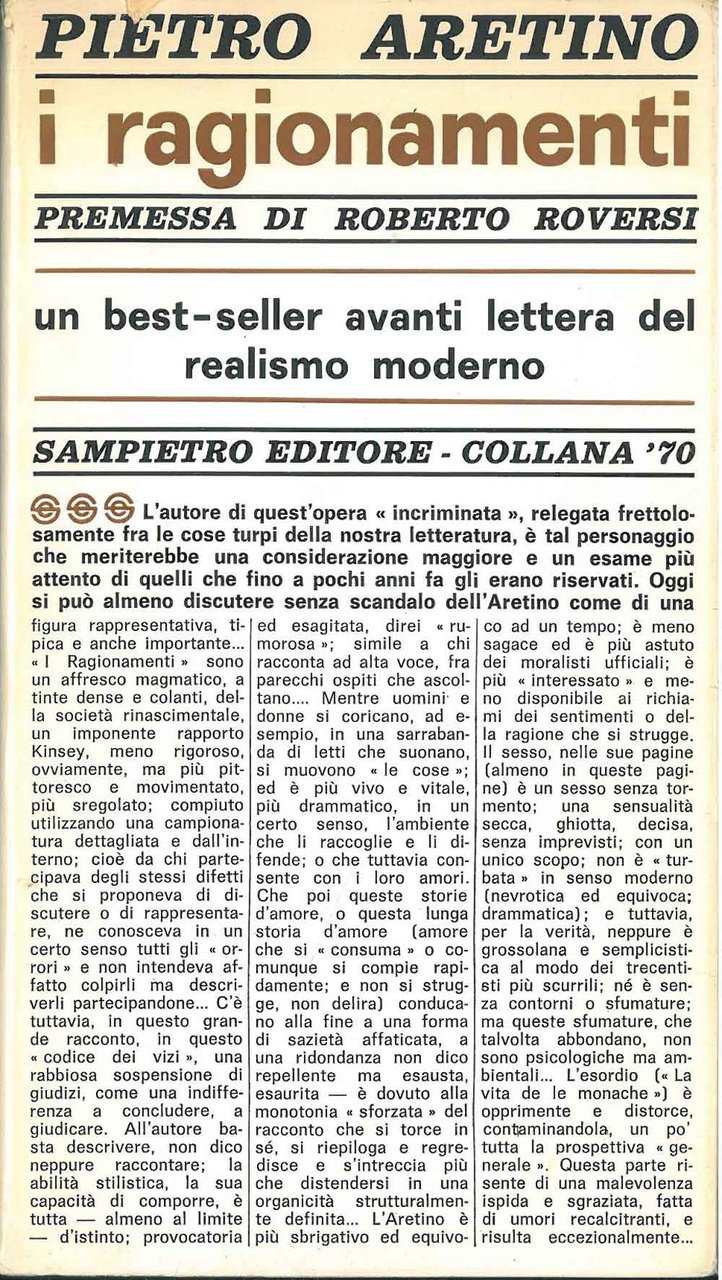 PIETRO ARETINO
i ragionamenti
PREMESSA DI ROBERTO ROVERSI
un best-seller avanti lettera del
realismo moderno
SAMPIETRO EDITORE - COLLANA '70
L'autore di quest'opera « incriminata », relegata frettolo-
samente fra le cose turpi della nostra letteratura, è tal personaggio
che meriterebbe una considerazione maggiore e un esame più
attento di quelli che fino a pochi anni fa gli erano riservati. Oggi
si può almeno discutere senza scandalo dell'Aretino come di una
figura rappresentativa, ti-
pica e anche importante...
« I Ragionamenti » sono
un affresco magmatico, a
tinte dense e colanti, del-
la società rinascimentale,
un imponente rapporto
Kinsey, meno rigoroso,
ovviamente, ma più pit-
toresco e movimentato,
più sregolato; compiuto
utilizzando una campiona-
tura dettagliata e dall'in-
terno; cioè da chi parte-
cipava degli stessi difetti
che si proponeva di di-
scutere o di rappresenta-
re, ne conosceva in un
certo senso tutti gli « or-
rori » e non intendeva af-
fatto colpirli ma descri-
verli partecipandone... C'è
tuttavia, in questo gran-
de racconto, in questo
« codice dei vizi », una
rabbiosa sospensione di
giudizi, come una indiffe-
renza a concludere, a
giudicare. All'autore ba-
sta descrivere, non dico
neppure raccontare; la
abilità stilistica, la sua
capacità di comporre, è
tutta — almeno al limite
— d'istinto; provocatoria
ed esagitata, direi « ru-
morosa »; simile a chi
racconta ad alta voce, fra
parecchi ospiti che ascol-
tano.... Mentre uomini e
donne si coricano, ad e-
sempio, in una sarraban-
da di letti che suonano,
si muovono « le cose »;
ed è più vivo e vitale,
più drammatico, in un
certo senso, l'ambiente
che li raccoglie e li di-
fende; o che tuttavia con-
sente con i loro amori.
Che poi queste storie
d'amore, o questa lunga
storia d'amore (amore
che si « consuma » o co-
munque si compie rapi-
damente; e non si strug-
ge, non delira) conduca-
no alla fine a una forma
di sazietà affaticata, a
una ridondanza non dico
repellente ma esausta,
esaurita — è dovuto alla
monotonia « sforzata » del
racconto che si torce in
sé, si riepiloga e regre-
disce e s'intreccia più
che distendersi in una
organicità strutturalmen-
te definita... L'Aretino è
più sbrigativo ed equivo-
co ad un tempo; è meno
sagace ed è più astuto
dei moralisti ufficiali; è
più « interessato » e me-
no disponibile ai richia-
mi dei sentimenti o del-
la ragione che si strugge.
Il sesso, nelle sue pagine
(almeno in queste pagi-
ne) è un sesso senza tor-
mento; una sensualità
secca, ghiotta, decisa,
senza imprevisti; con un
unico scopo; non è « tur-
bata » in senso moderno
(nevrotica ed equivoca;
drammatica); e tuttavia,
per la verità, neppure è
grossolana e semplicisti-
ca al modo dei trecenti-
sti più scurrili; né è sen-
za contorni o sfumature;
ma queste sfumature, che
talvolta abbondano, non
sono psicologiche ma am-
bientali... L'esordio (« La
vita de le monache ») è
opprimente e distorce,
contaminandola, un po'
tutta la prospettiva « ge-
nerale ». Questa parte ri-
sente di una malevolenza
ispida e sgraziata, fatta
di umori recalcitranti, e
risulta eccezionalmente...